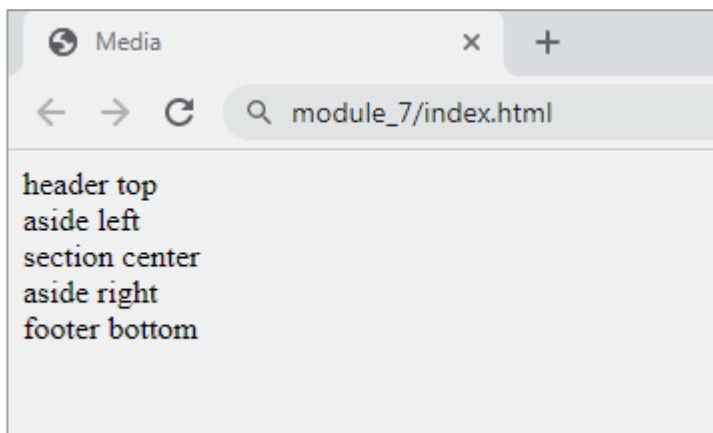 Media
module_7/index.html
header top
aside left
section center
aside right
footer bottom